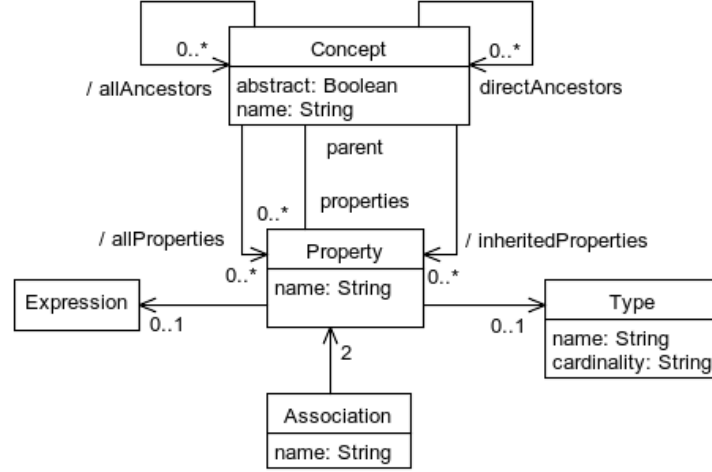 0..*
Concept
0..*
/ allAncestors
abstract: Boolean
directAncestors
name: String
parent
properties
0..*
/ allProperties
Property
/ inheritedProperties
0..*
0..*
Expression
name: String
Type
0..1
0..1
name: String
2
cardinality: String
Association
name: String